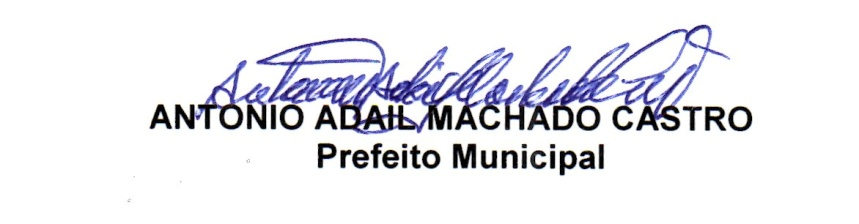 ANTONIO ADAIL MACHADO CASTRO
Prefeito Municipal